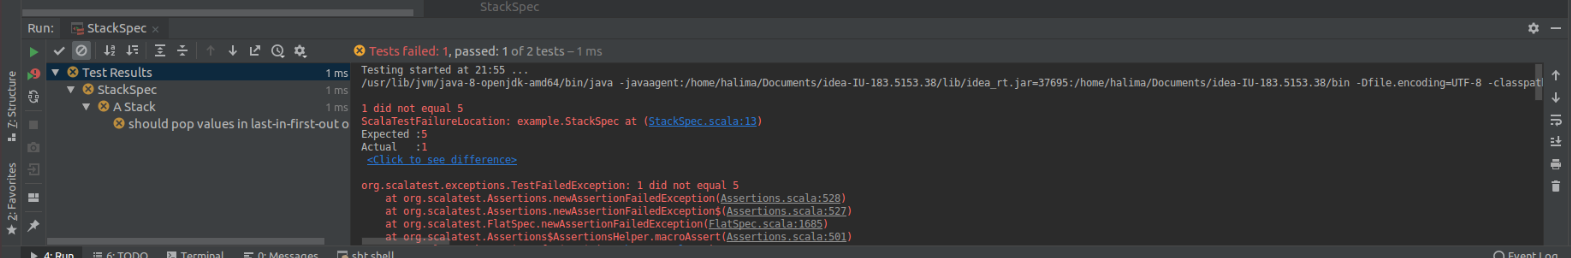 StackSpec
Run: StackSpec
Tests failed: 1, passed: 1 of 2 tests – 1 ms
Test Results 1 ms
StackSpec 1 ms
A Stack 1 ms
should pop values in last-in-first-out o
Testing started at 21:55 ...
/usr/lib/jvm/java-8-openjdk-amd64/bin/java -javaagent:/home/halima/Documents/idea-IU-183.5153.38/lib/idea_rt.jar=37695:/home/halima/Documents/idea-IU-183.5153.38/bin -Dfile.encoding=UTF-8 -classpat
1 did not equal 5
ScalaTestFailureLocation: example.StackSpec at (StackSpec.scala:13)
Expected :5
Actual :1
<Click to see difference>
org.scalatest.exceptions.TestFailedException: 1 did not equal 5
at org.scalatest.Assertions.newAssertionFailedException(Assertions.scala:528)
at org.scalatest.Assertions.newAssertionFailedException$(Assertions.scala:527)
at org.scalatest.FlatSpec.newAssertionFailedException(FlatSpec.scala:1685)
at org.scalatest.Assertions$AssertionsHelper.macroAssert(Assertions.scala:501)
7: Structure
2: Favorites
4: Run 6: TODO Terminal 0: Messages sbt shell Event Log